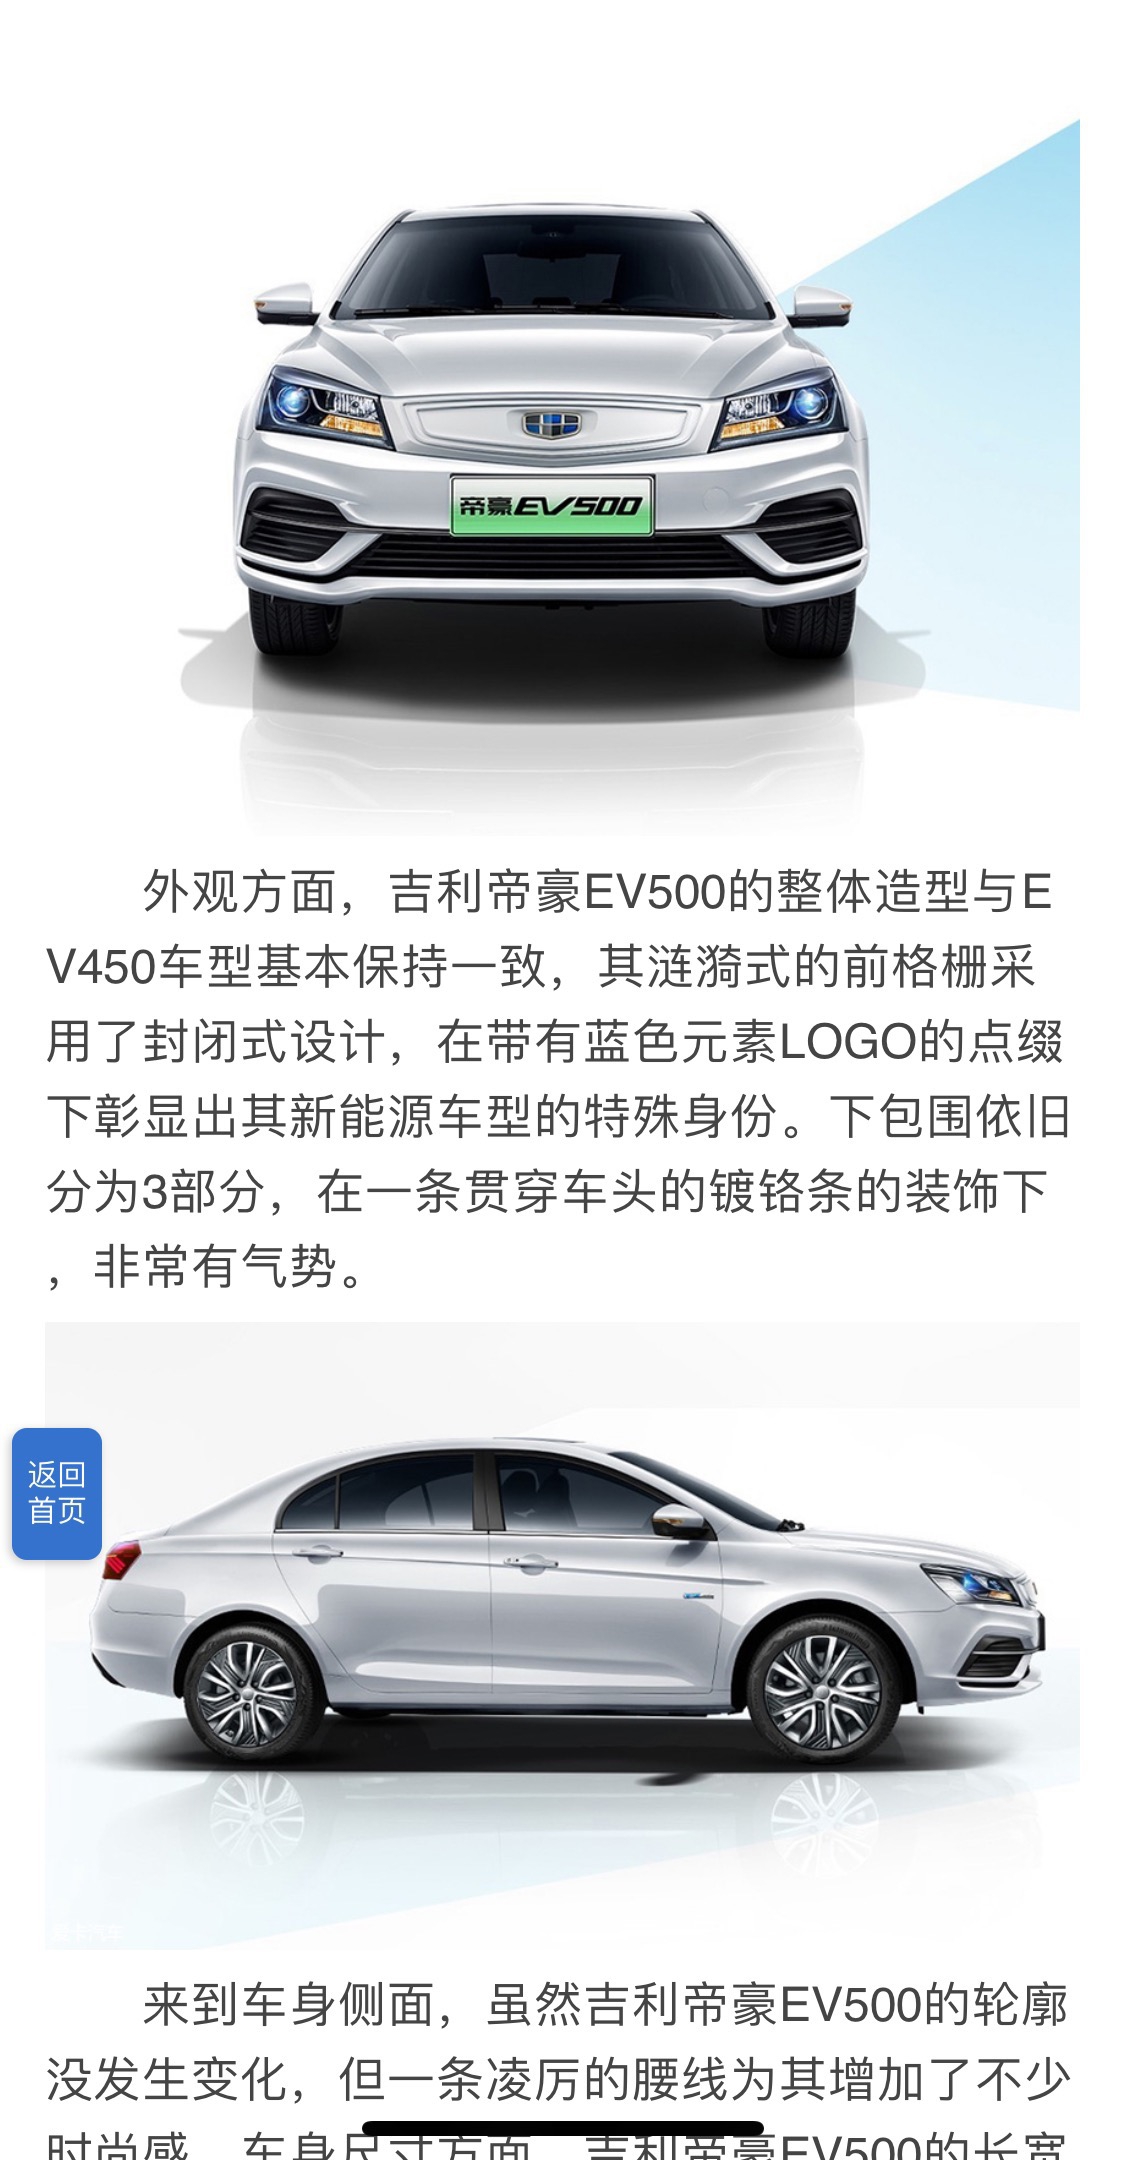 帝豪EV500
外观方面，吉利帝豪EV500的整体造型与E
V450车型基本保持一致，其涟漪式的前格栅采
用了封闭式设计，在带有蓝色元素LOGO的点缀
下彰显出其新能源车型的特殊身份。下包围依旧
分为3部分，在一条贯穿车头的镀铬条的装饰下
，非常有气势。
返回
首页
来到车身侧面，虽然吉利帝豪EV500的轮廓
没发生变化，但一条凌厉的腰线为其增加了不少
时尚感。车身尺寸方面，吉利帝豪EV500的长宽